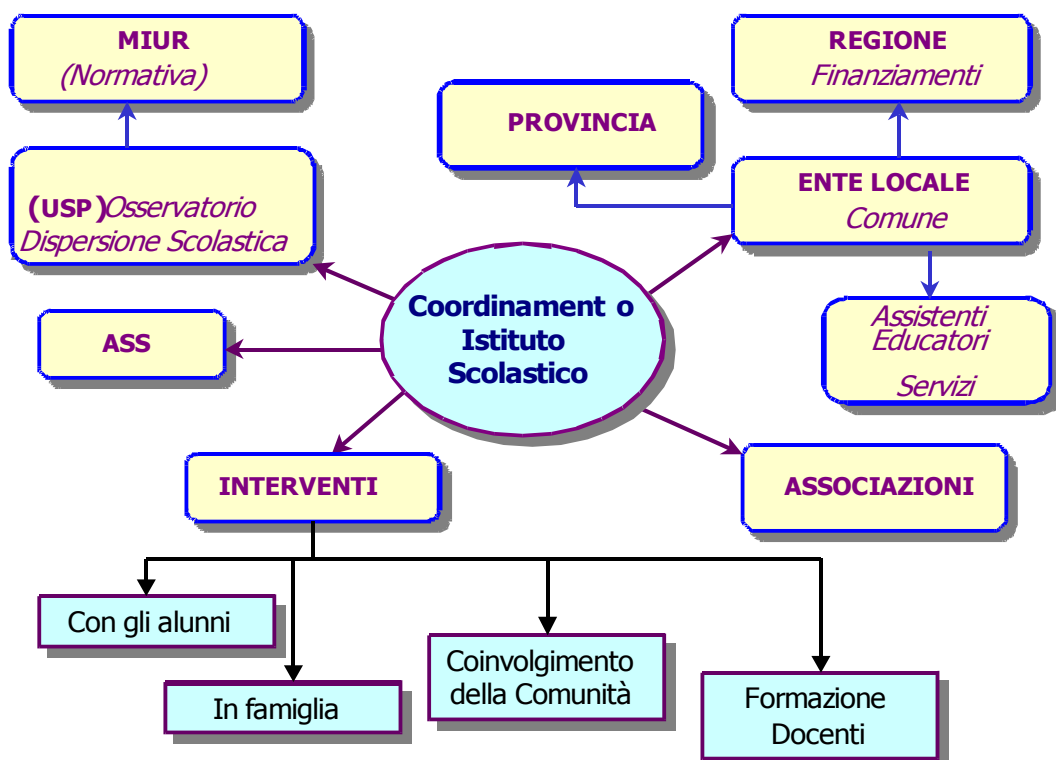 MIUR
(Normativa)
REGIONE
Finanziamenti
PROVINCIA
(USP)Osservatorio
Dispersione Scolastica
ENTE LOCALE
Comune
Coordinament o
Istituto
Scolastico
ASS
Assistenti
Educatori
Servizi
INTERVENTI
ASSOCIAZIONI
Con gli alunni
In famiglia
Coinvolgimento
della Comunità
Formazione
Docenti